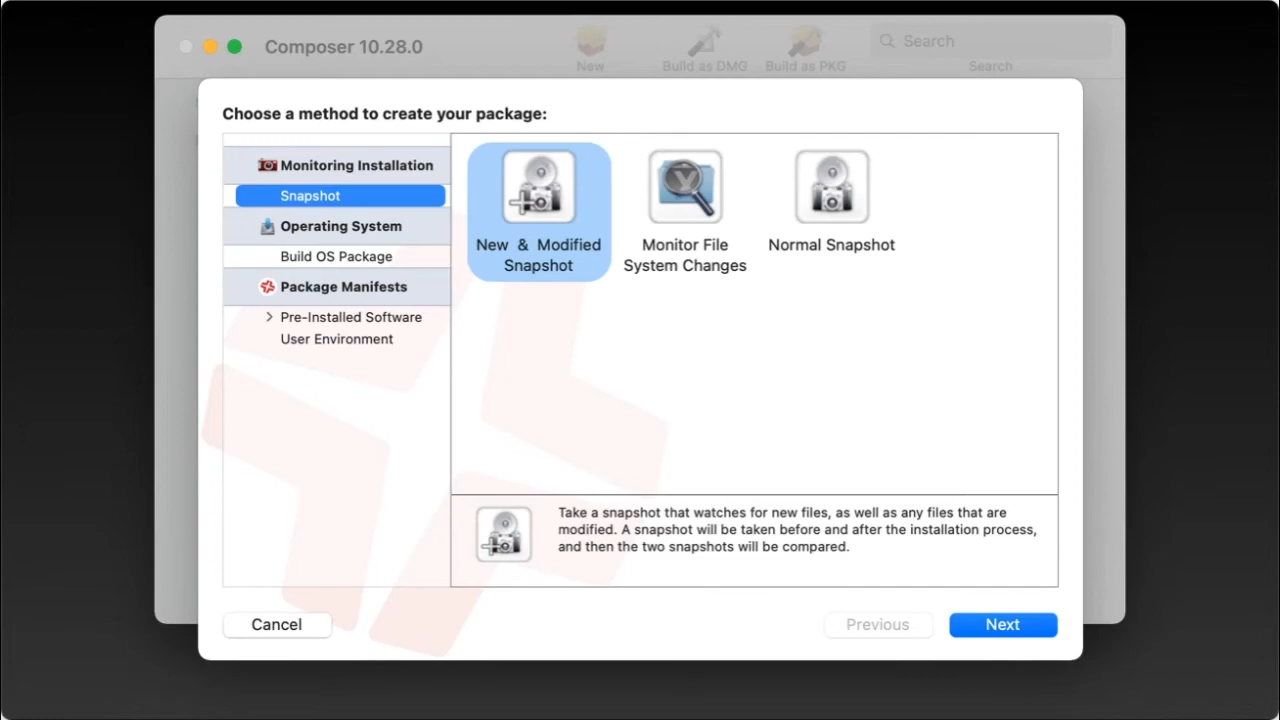 Composer 10.28.0
New
Build as DMG
Build as PKG
Search
Search
Choose a method to create your package:
Monitoring Installation
Snapshot
Operating System
Build OS Package
Package Manifests
Pre-Installed Software
User Environment
New & Modified
Snapshot
Monitor File
System Changes
Normal Snapshot
Take a snapshot that watches for new files, as well as any files that are
modified. A snapshot will be taken before and after the installation process,
and then the two snapshots will be compared.
Cancel
Previous
Next